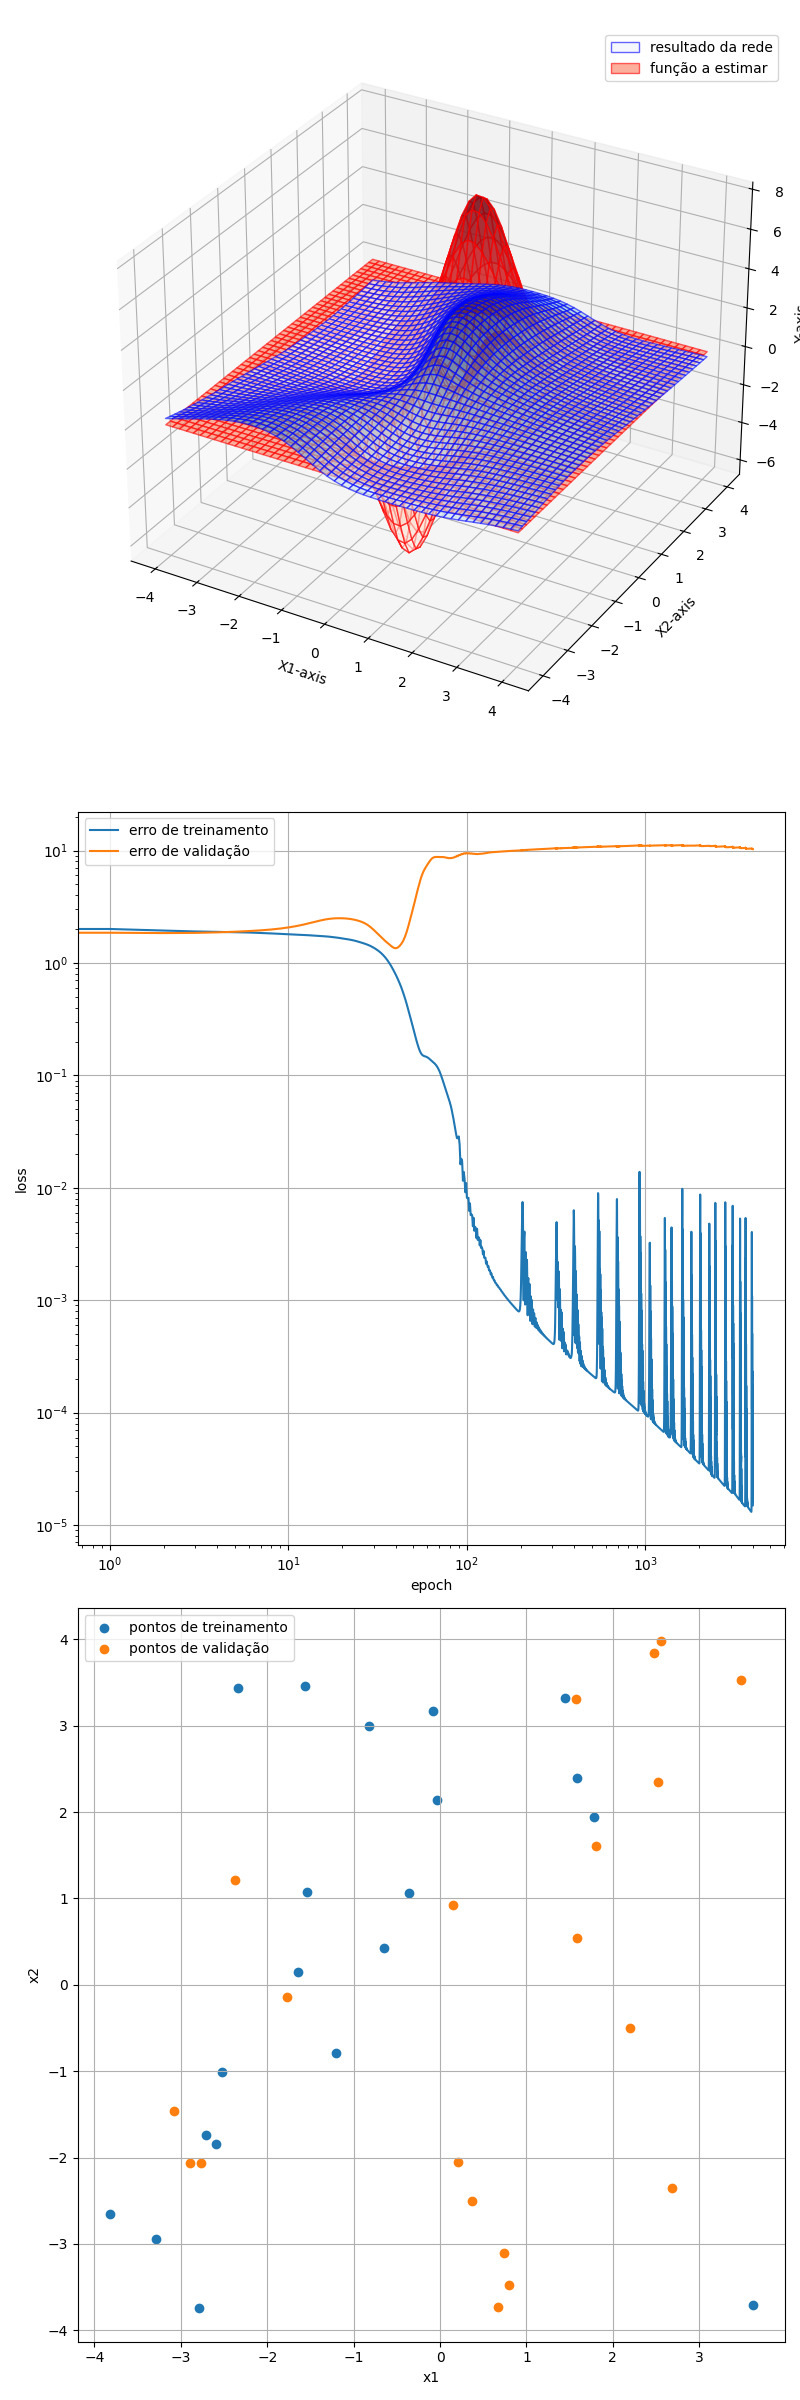 resultado da rede
função a estimar
8
6
4
2
0
−2
−4
−6
Y-axis
−4
−3
−2
−1
0
1
2
3
4
X1-axis
−4
−3
−2
−1
0
1
2
3
4
X2-axis
erro de treinamento
erro de validação
10¹
10⁰
10⁻¹
10⁻²
10⁻³
10⁻⁴
10⁻⁵
loss
10⁰ 10¹ 10² 10³
epoch
pontos de treinamento
pontos de validação
4
3
2
1
0
−1
−2
−3
−4
x2
−4 −3 −2 −1 0 1 2 3
x1